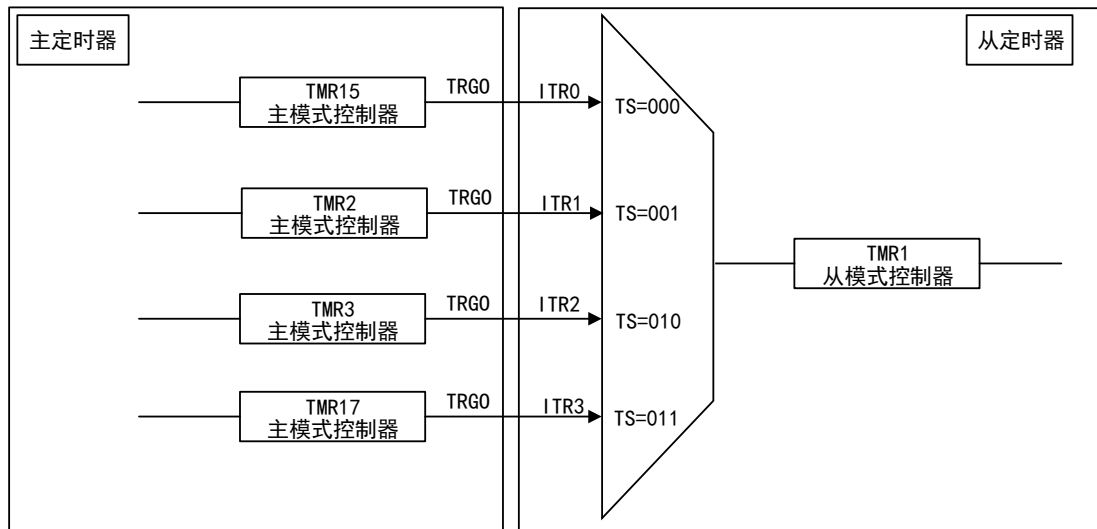 主定时器
从定时器
TMR15
主模式控制器
TRGO
ITR0
TS=000
TMR2
主模式控制器
TRGO
ITR1
TS=001
TMR1
从模式控制器
TMR3
主模式控制器
TRGO
ITR2
TS=010
TMR17
主模式控制器
TRGO
ITR3
TS=011